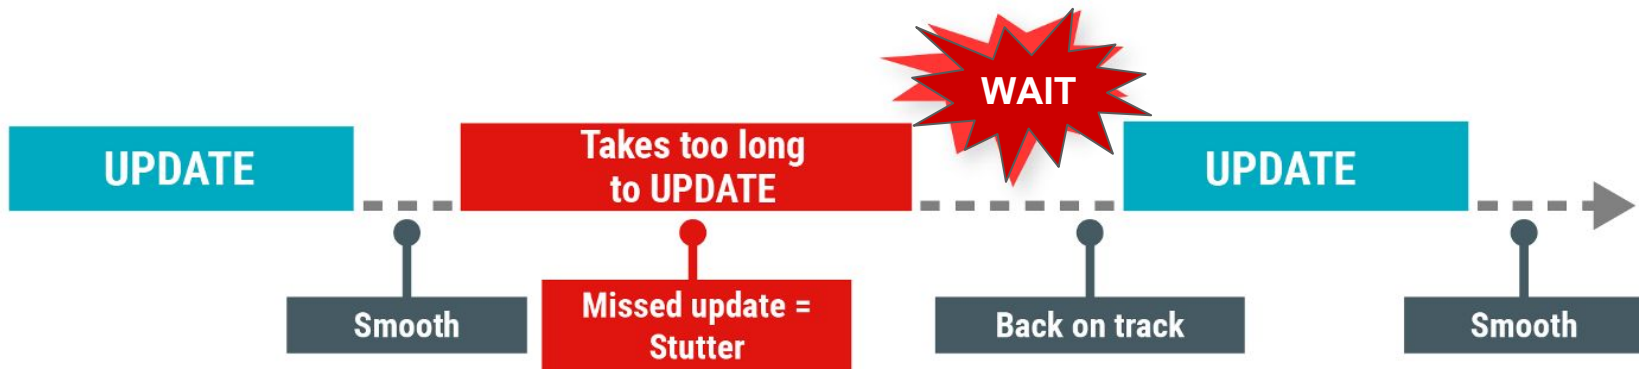 WAIT
UPDATE
Takes too long
to UPDATE
UPDATE
Smooth
Missed update =
Stutter
Back on track
Smooth